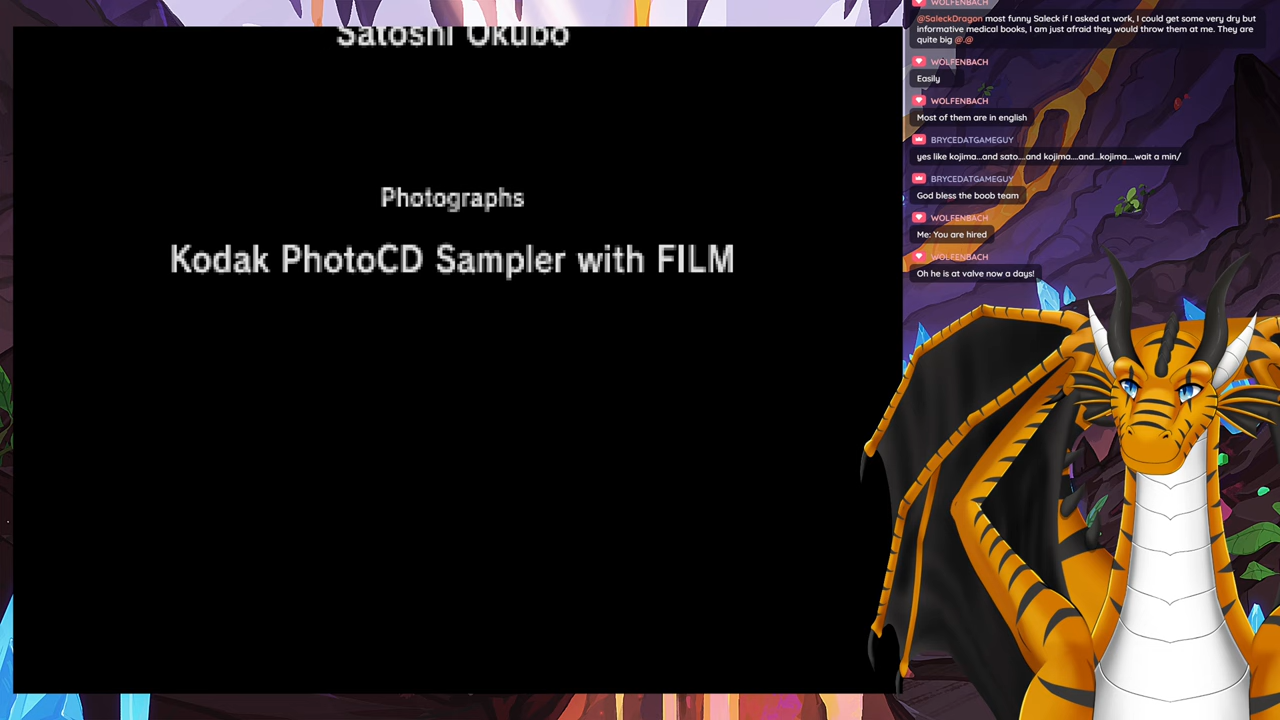 Satoshi Okubo
Photographs
Kodak PhotoCD Sampler with FILM
WOLFENBACH
@SaleckDragon most funny Saleck if I asked at work, I could get some very dry but
informative medical books, I am just afraid they would throw them at me. They are
quite big @.@
WOLFENBACH
Easily
WOLFENBACH
Most of them are in english
BRYCEDATGAMEGUY
yes like kojima...and sato....and kojima....and...kojima....wait a min/
BRYCEDATGAMEGUY
God bless the boob team
WOLFENBACH
Me: You are hired
WOLFENBACH
Oh he is at valve now a days!